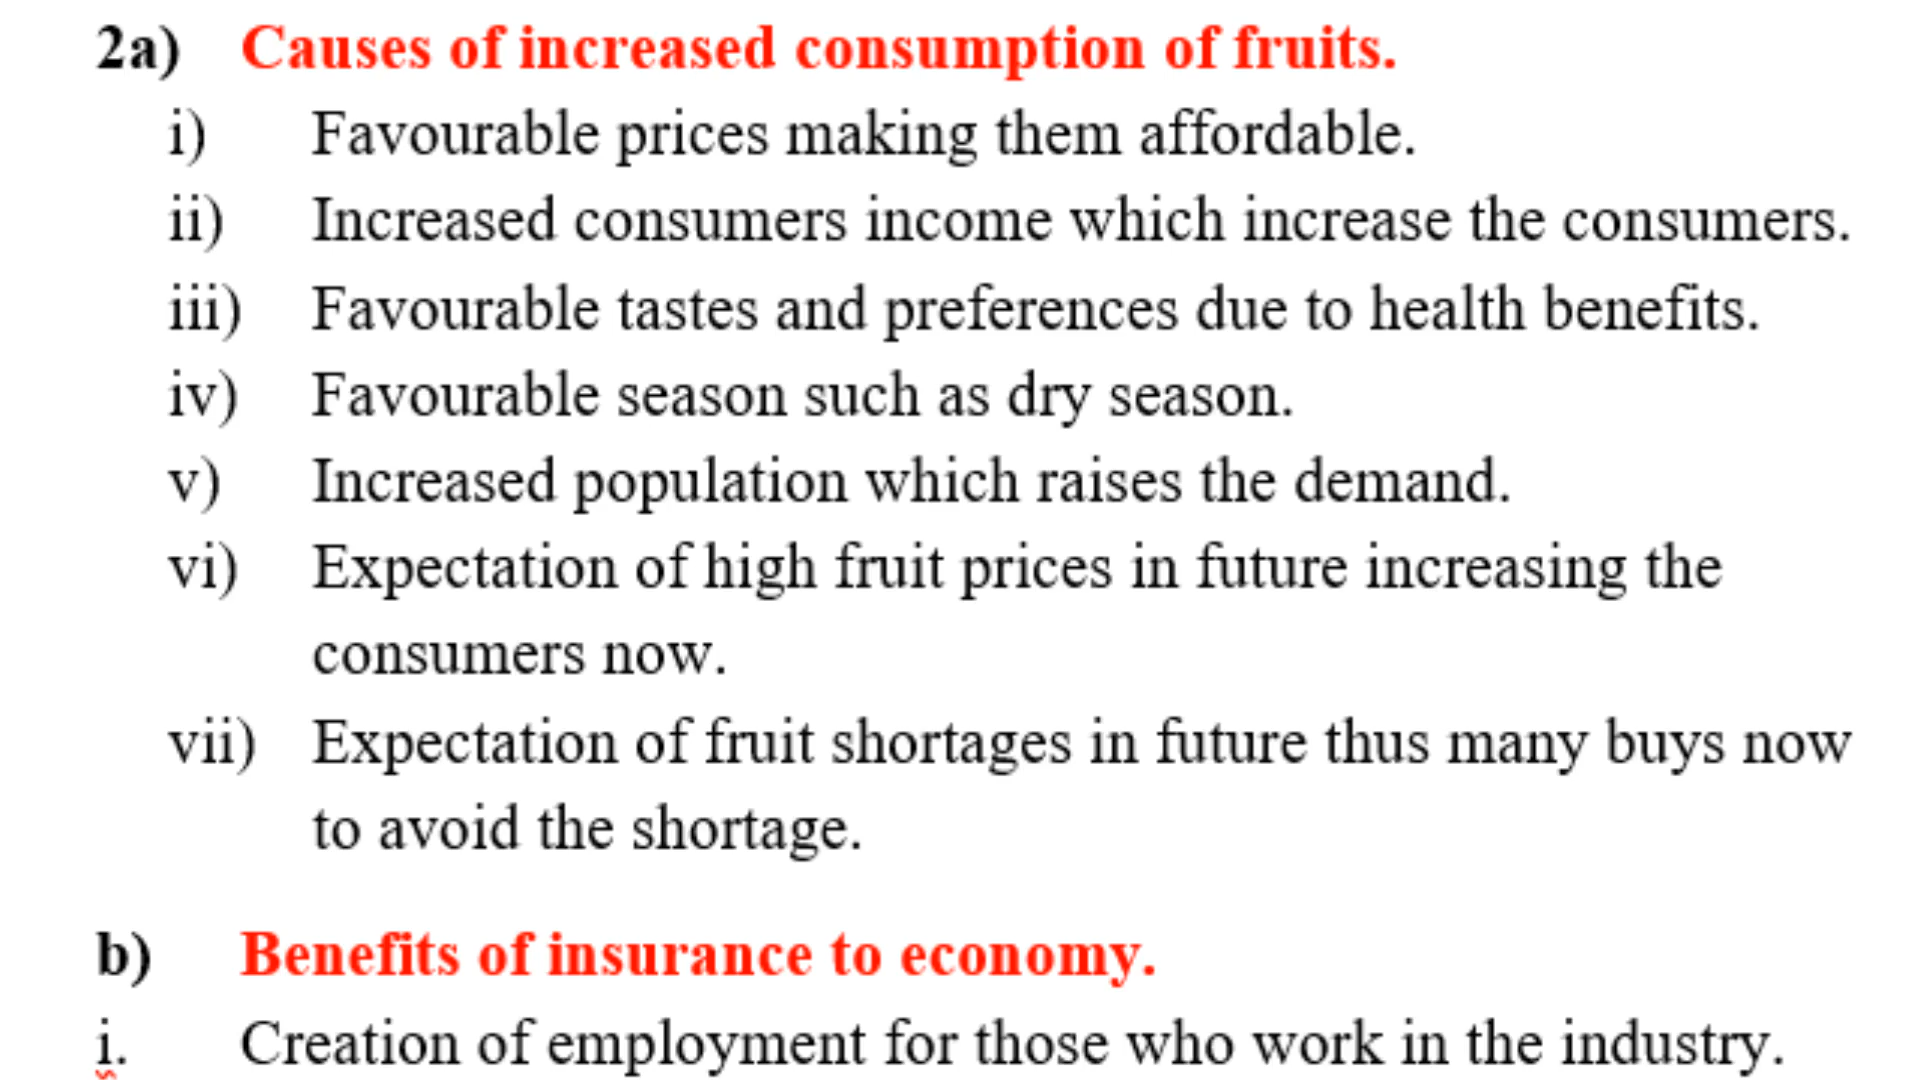 2a) Causes of increased consumption of fruits.
i) Favourable prices making them affordable.
ii) Increased consumers income which increase the consumers.
iii) Favourable tastes and preferences due to health benefits.
iv) Favourable season such as dry season.
v) Increased population which raises the demand.
vi) Expectation of high fruit prices in future increasing the
consumers now.
vii) Expectation of fruit shortages in future thus many buys now
to avoid the shortage.
b) Benefits of insurance to economy.
i. Creation of employment for those who work in the industry.